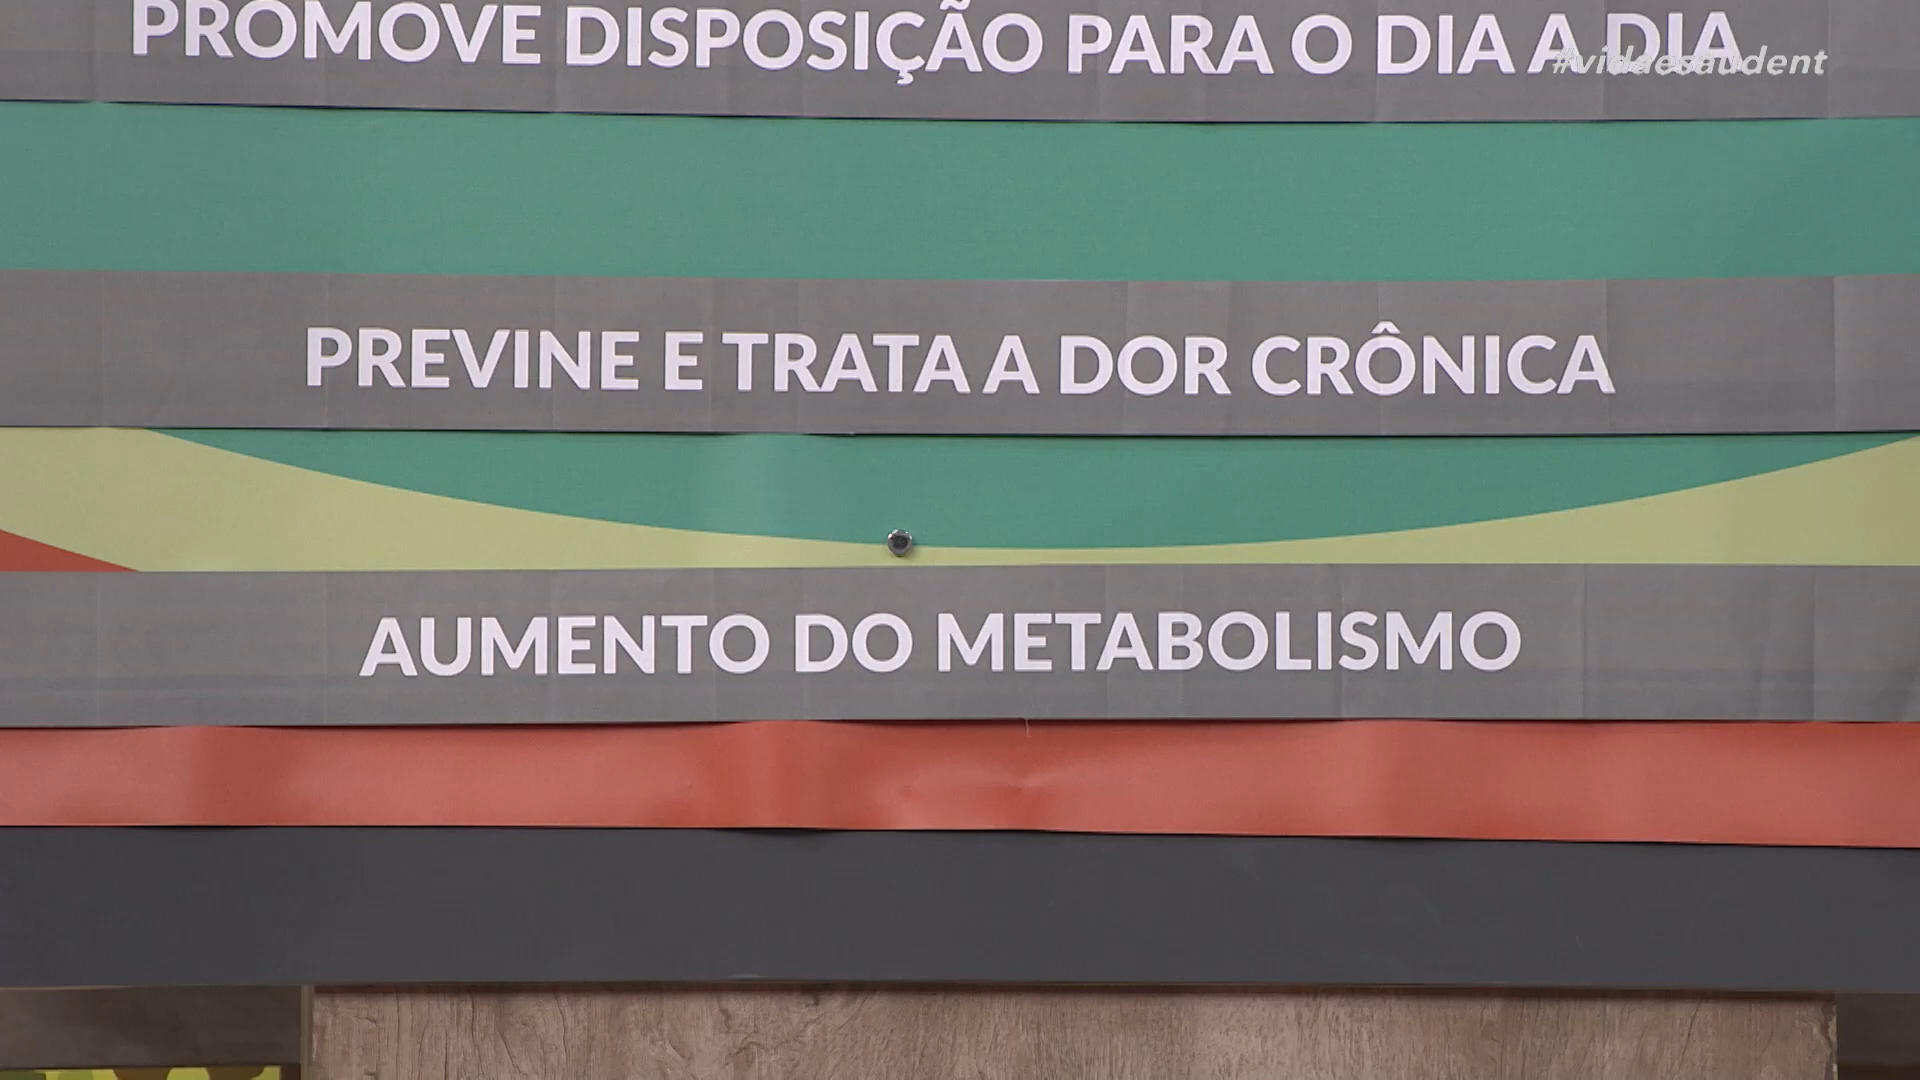 PROMOVE DISPOSIÇÃO PARA O DIA A DIA
#vidaesaudent
PREVINE E TRATA A DOR CRÔNICA
AUMENTO DO METABOLISMO